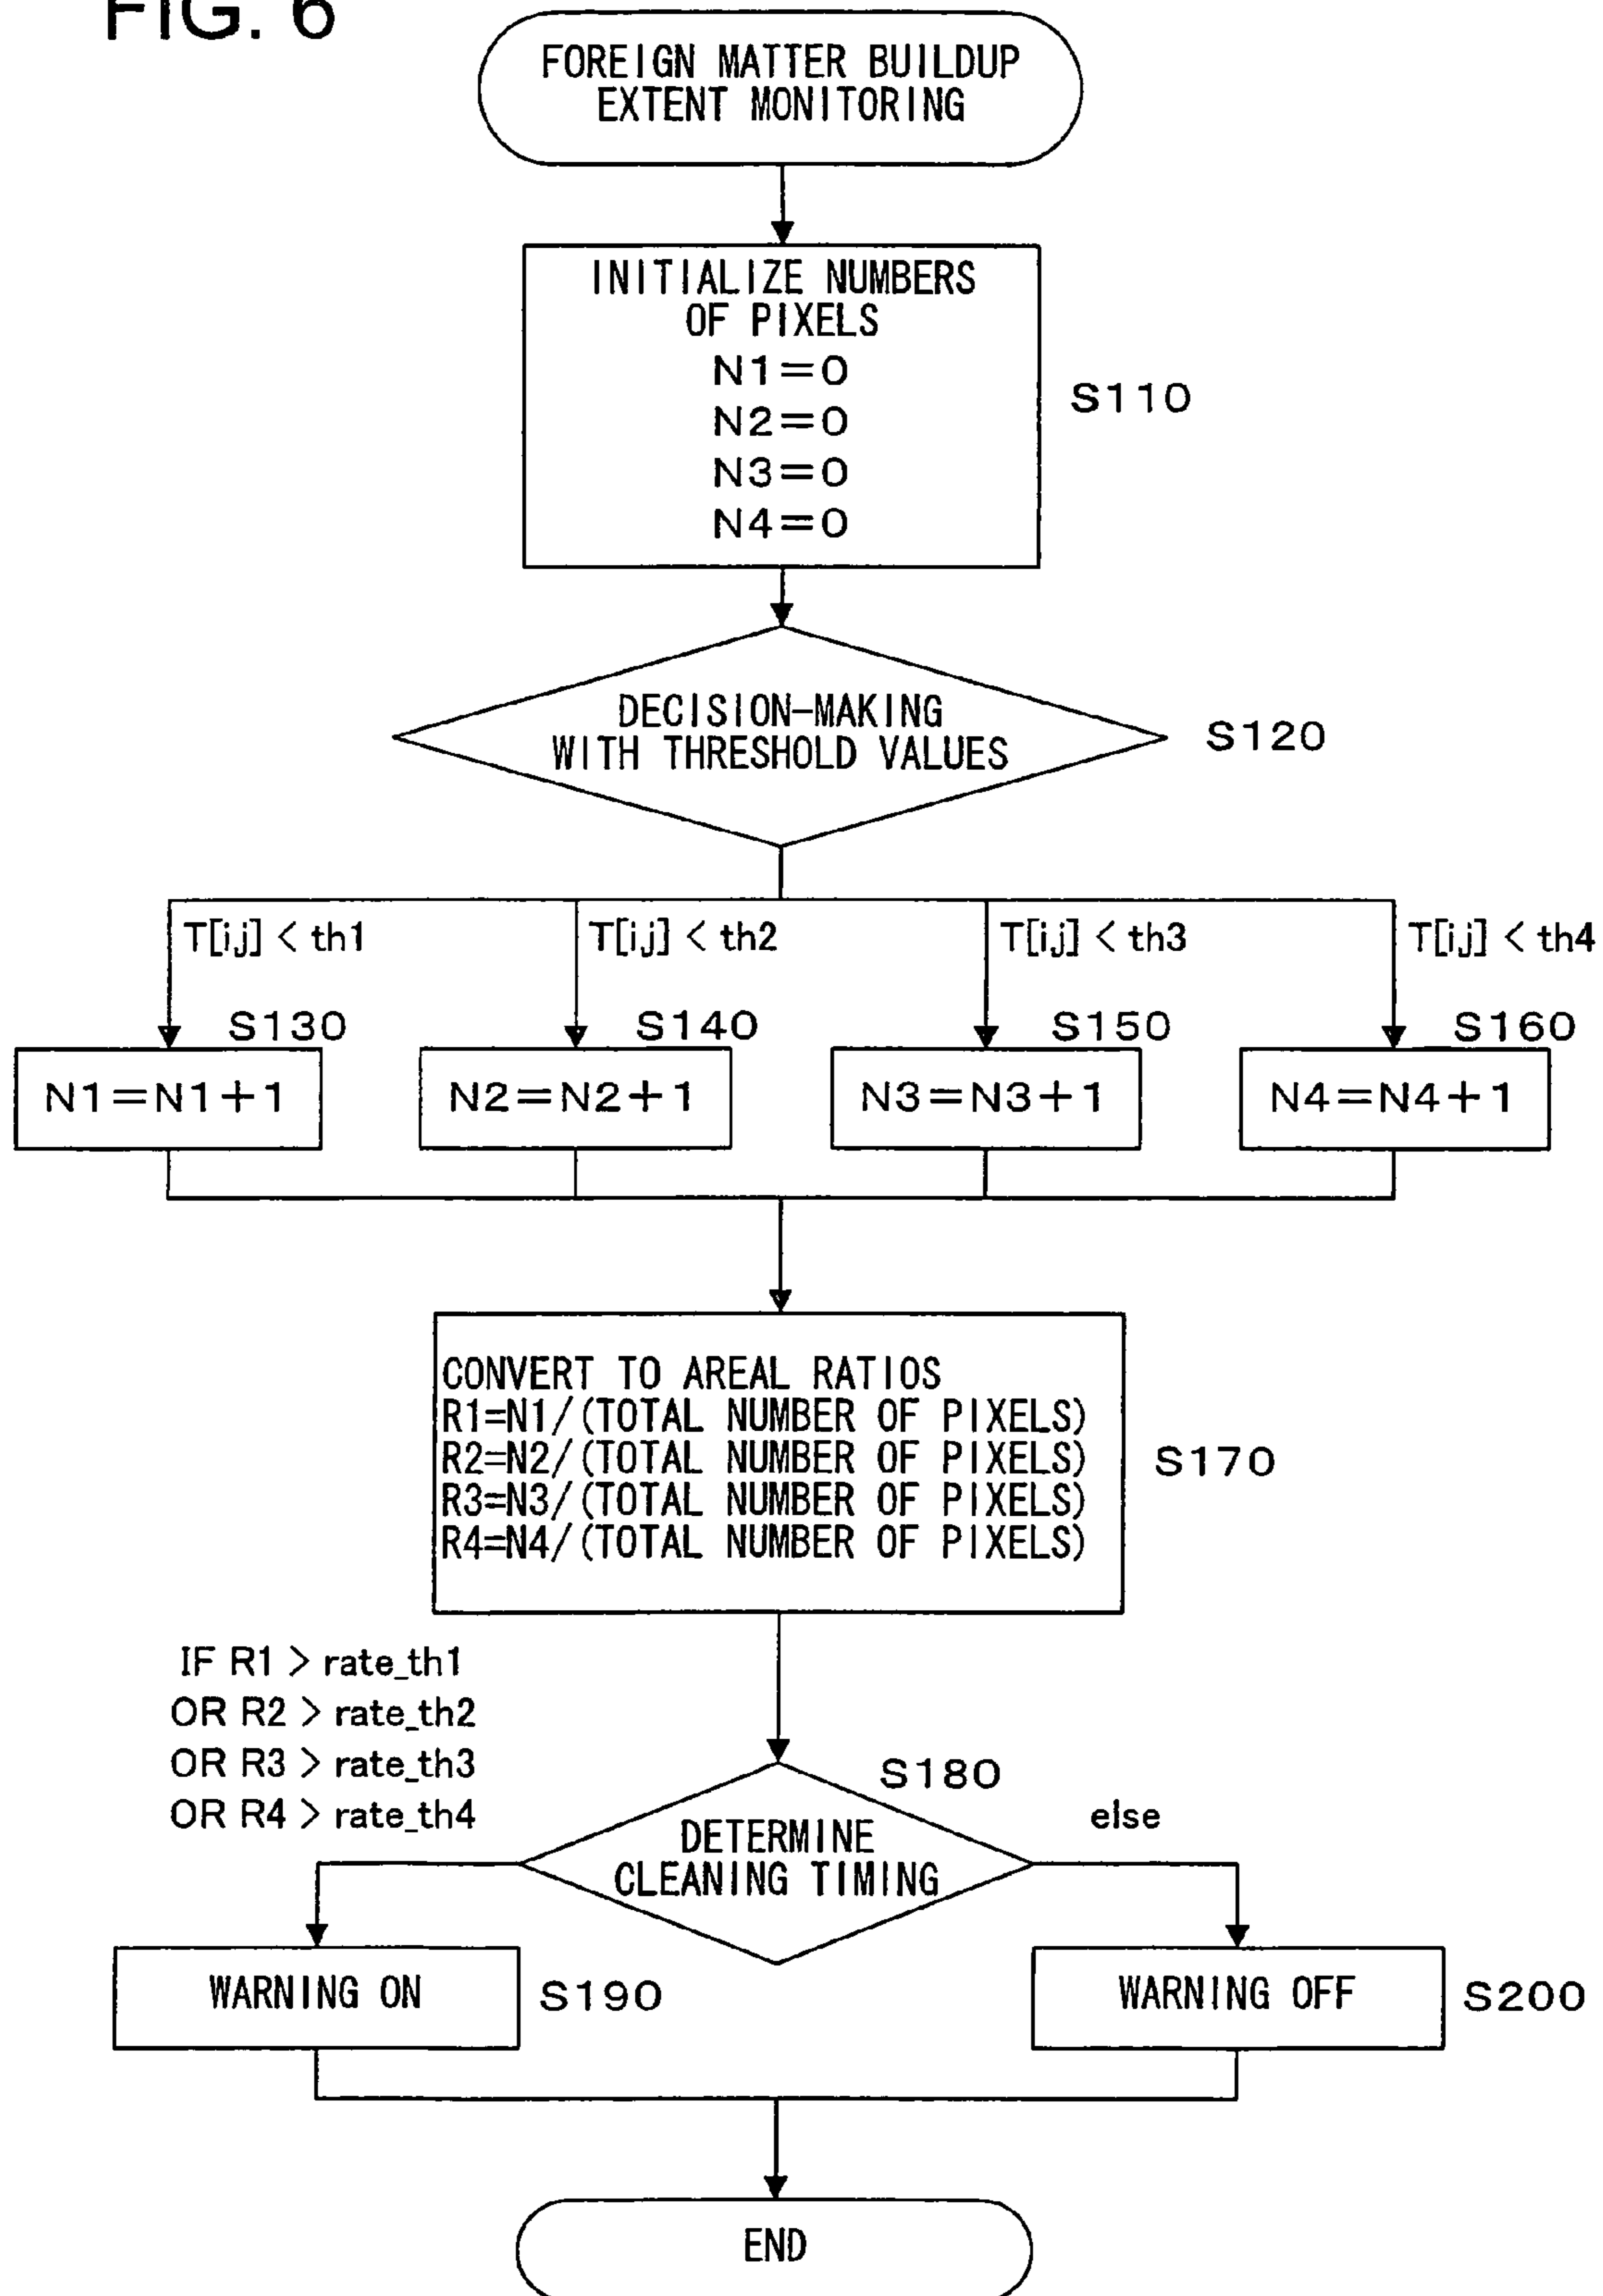 FIG. 6
FOREIGN MATTER BUILDUP
EXTENT MONITORING
INITIALIZE NUMBERS
OF PIXELS
N1=0
N2=0
N3=0
N4=0
S110
DECISION-MAKING
WITH THRESHOLD VALUES
S120
T[i,j] < th1
T[i,j] < th2
T[i,j] < th3
T[i,j] < th4
S130
S140
S150
S160
N1=N1+1
N2=N2+1
N3=N3+1
N4=N4+1
CONVERT TO AREAL RATIOS
R1=N1/(TOTAL NUMBER OF PIXELS)
R2=N2/(TOTAL NUMBER OF PIXELS)
R3=N3/(TOTAL NUMBER OF PIXELS)
R4=N4/(TOTAL NUMBER OF PIXELS)
S170
IF R1 > rate_th1
OR R2 > rate_th2
OR R3 > rate_th3
OR R4 > rate_th4
S180
else
DETERMINE
CLEANING TIMING
WARNING ON
S190
WARNING OFF
S200
END